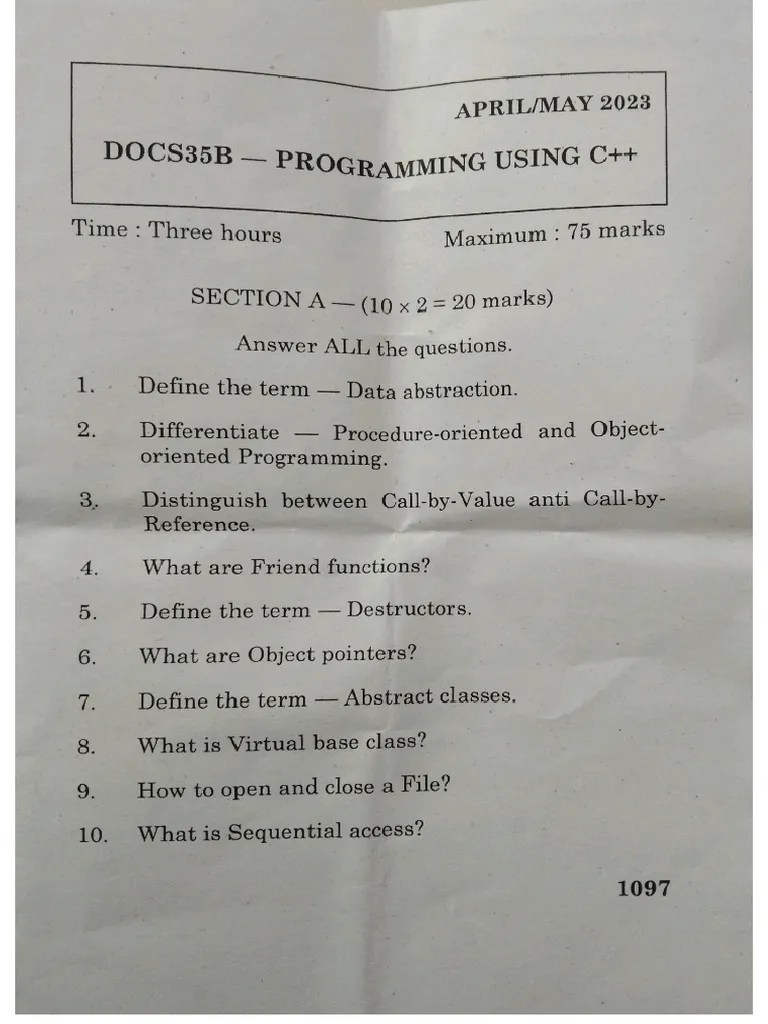 APRIL/MAY 2023
DOCS35B — PROGRAMMING USING C++
Time : Three hours Maximum : 75 marks
SECTION A — (10 × 2 = 20 marks)
Answer ALL the questions.
1. Define the term — Data abstraction.
2. Differentiate — Procedure-oriented and Object-
oriented Programming.
3. Distinguish between Call-by-Value anti Call-by-
Reference.
4. What are Friend functions?
5. Define the term — Destructors.
6. What are Object pointers?
7. Define the term — Abstract classes.
8. What is Virtual base class?
9. How to open and close a File?
10. What is Sequential access?
1097